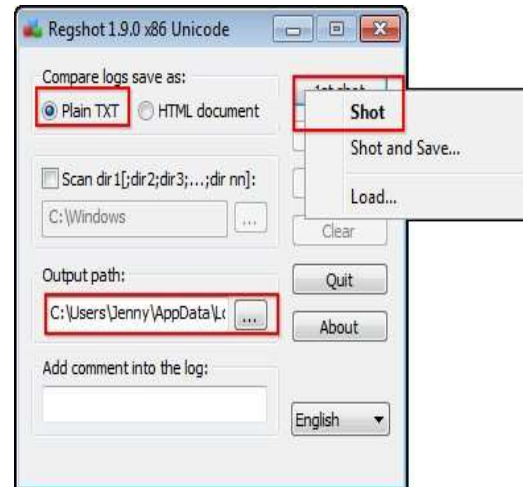 Regshot 1.9.0 x86 Unicode
Compare logs save as:
Plain TXT
HTML document
1st shot
Shot
Shot and Save...
Load...
Scan dir1[;dir2;dir3;...;dir nn]:
C:\Windows
...
Clear
Output path:
C:\Users\Jenny\AppData\
...
Quit
About
Add comment into the log:
English